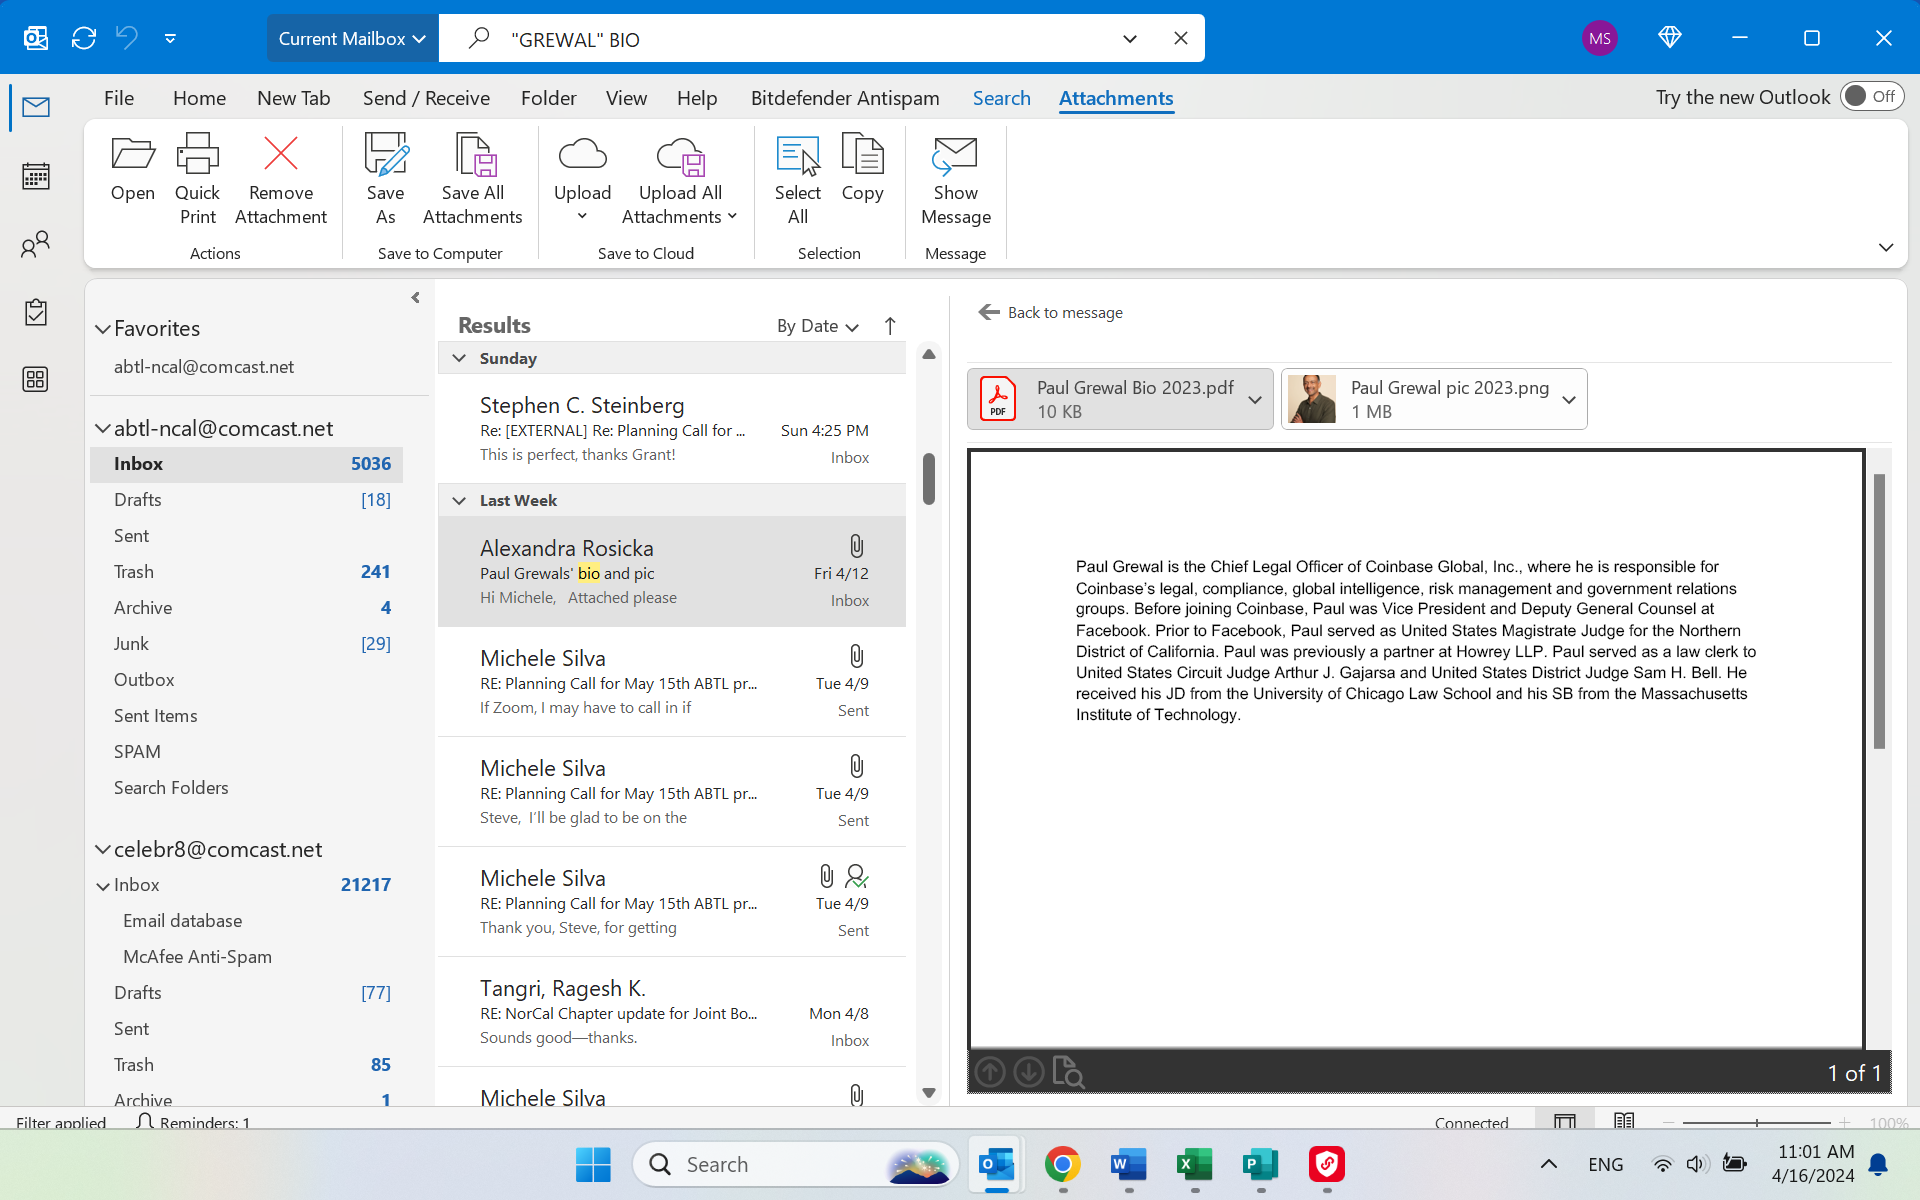 Current Mailbox
"GREWAL" BIO
MS
File Home New Tab Send / Receive Folder View Help Bitdefender Antispam Search Attachments
Try the new Outlook Off
Open
Quick Print
Remove Attachment
Actions
Save As
Save All Attachments
Save to Computer
Upload
Upload All Attachments
Save to Cloud
Select All
Copy
Selection
Show Message
Message
Favorites
abtl-ncal@comcast.net
abtl-ncal@comcast.net
Inbox 5036
Drafts [18]
Sent
Trash 241
Archive 4
Junk [29]
Outbox
Sent Items
SPAM
Search Folders
celebr8@comcast.net
Inbox 21217
Email database
McAfee Anti-Spam
Drafts [77]
Sent
Trash 85
Archive 1
Results By Date
Sunday
Stephen C. Steinberg
Re: [EXTERNAL] Re: Planning Call for ... Sun 4:25 PM
This is perfect, thanks Grant! Inbox
Last Week
Alexandra Rosicka
Paul Grewals' bio and pic Fri 4/12
Hi Michele, Attached please Inbox
Michele Silva
RE: Planning Call for May 15th ABTL pr... Tue 4/9
If Zoom, I may have to call in if Sent
Michele Silva
RE: Planning Call for May 15th ABTL pr... Tue 4/9
Steve, I'll be glad to be on the Sent
Michele Silva
RE: Planning Call for May 15th ABTL pr... Tue 4/9
Thank you, Steve, for getting Sent
Tangri, Ragesh K.
RE: NorCal Chapter update for Joint Bo... Mon 4/8
Sounds good—thanks. Inbox
Michele Silva
Back to message
PDF
Paul Grewal Bio 2023.pdf
10 KB
Paul Grewal pic 2023.png
1 MB
Paul Grewal is the Chief Legal Officer of Coinbase Global, Inc., where he is responsible for
Coinbase's legal, compliance, global intelligence, risk management and government relations
groups. Before joining Coinbase, Paul was Vice President and Deputy General Counsel at
Facebook. Prior to Facebook, Paul served as United States Magistrate Judge for the Northern
District of California. Paul was previously a partner at Howrey LLP. Paul served as a law clerk to
United States Circuit Judge Arthur J. Gajarsa and United States District Judge Sam H. Bell. He
received his JD from the University of Chicago Law School and his SB from the Massachusetts
Institute of Technology.
1 of 1
Filter applied Reminders: 1 Connected 100%
Search
ENG
11:01 AM
4/16/2024